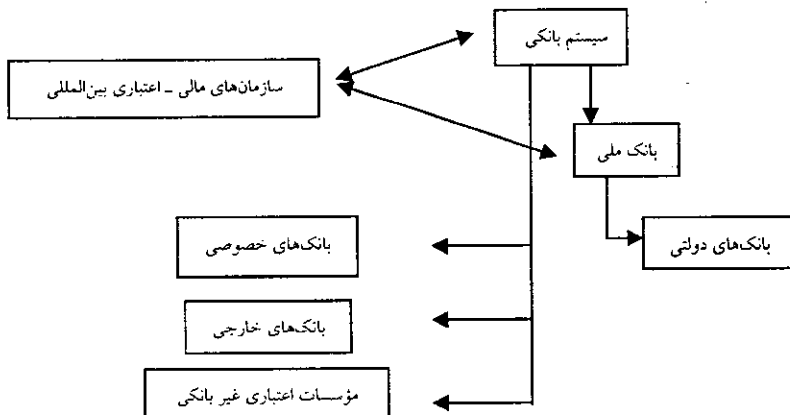 سیستم بانکی
سازمان‌های مالی ـ اعتباری بین‌المللی
بانک ملی
بانک‌های دولتی
بانک‌های خصوصی
بانک‌های خارجی
مؤسسات اعتباری غیر بانکی